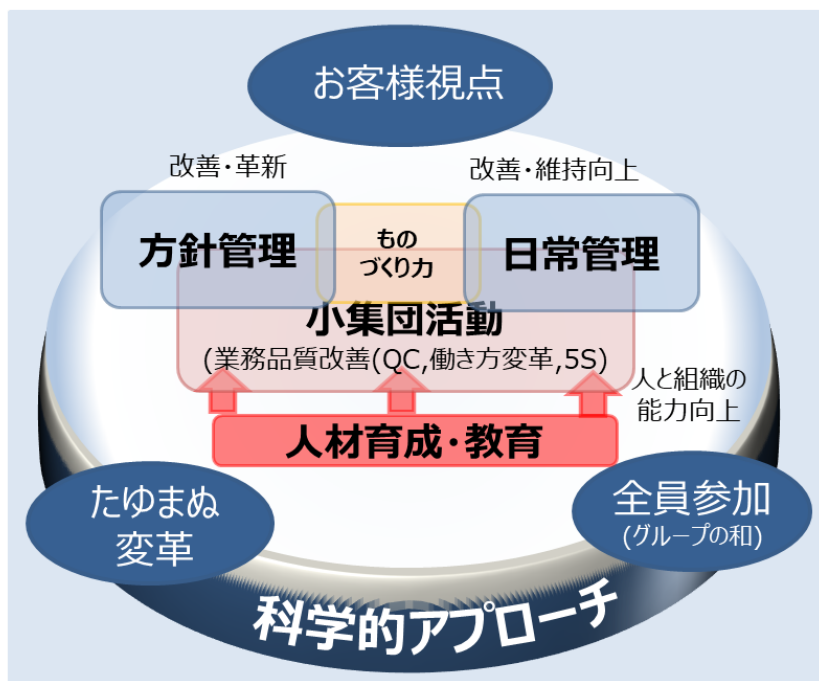 お客様視点
改善・革新
改善・維持向上
方針管理
もの
づくり力
日常管理
小集団活動
(業務品質改善(QC,働き方変革,5S)
人と組織の
能力向上
人材育成・教育
たゆまぬ
変革
全員参加
(グループの和)
科学的アプローチ